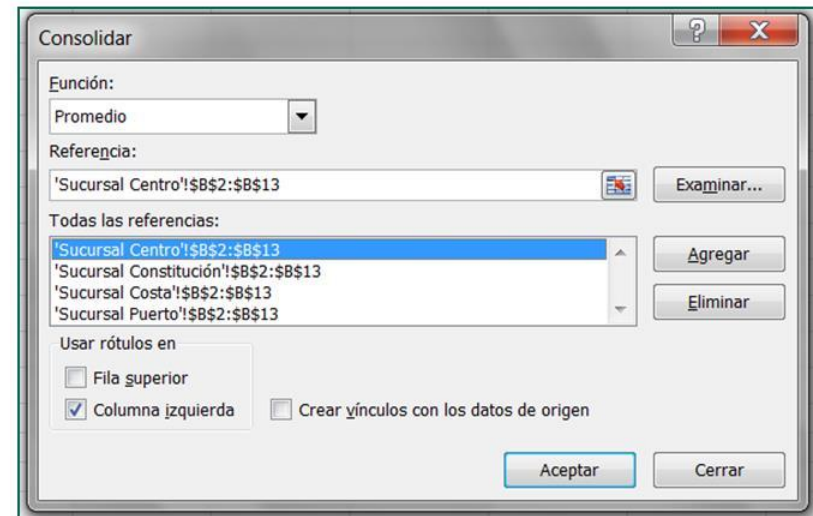 Consolidar
Función:
Promedio
Referencia:
'Sucursal Centro'!$B$2:$B$13
Examinar...
Todas las referencias:
'Sucursal Centro'!$B$2:$B$13
'Sucursal Constitución'!$B$2:$B$13
'Sucursal Costa'!$B$2:$B$13
'Sucursal Puerto'!$B$2:$B$13
Agregar
Eliminar
Usar rótulos en
Fila superior
Columna izquierda
Crear vínculos con los datos de origen
Aceptar
Cerrar